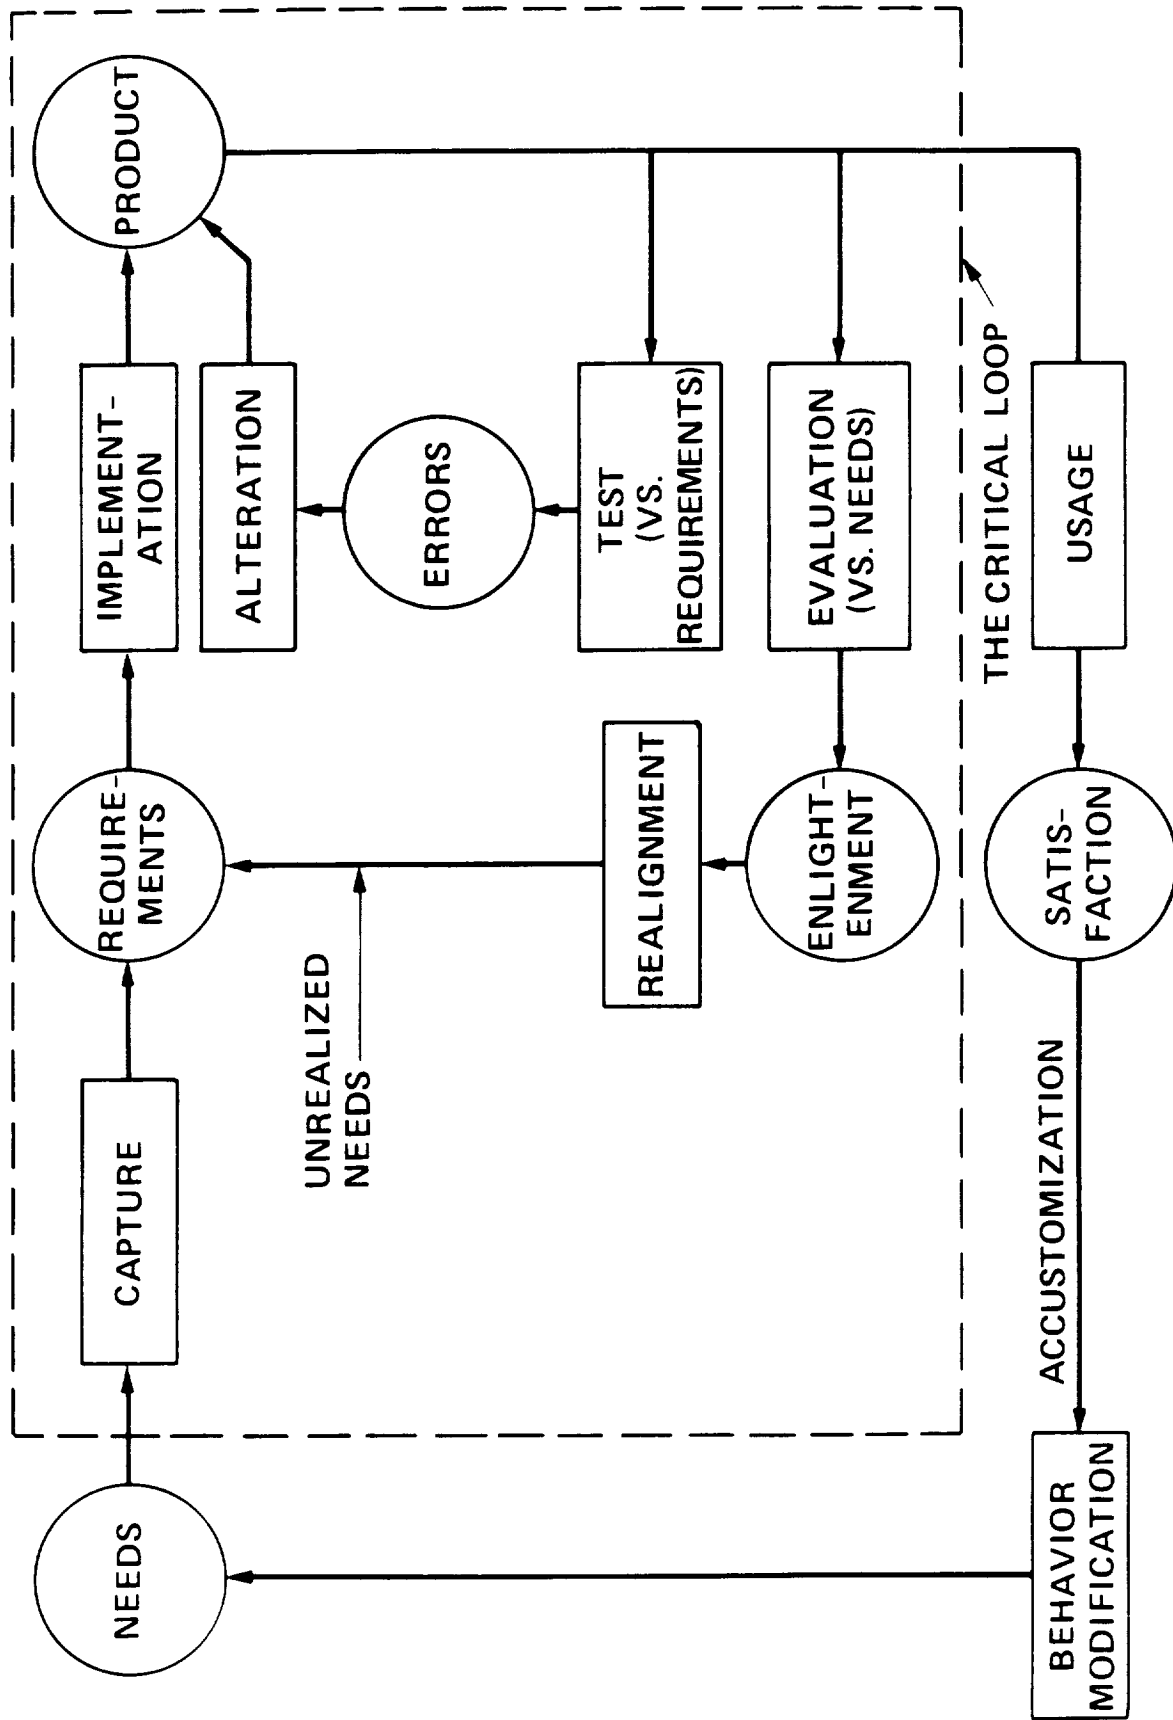 NEEDS
CAPTURE
REQUIRE-
MENTS
IMPLEMENT-
ATION
PRODUCT
ALTERATION
ERRORS
UNREALIZED
NEEDS
TEST
(VS.
REQUIREMENTS)
REALIGNMENT
EVALUATION
(VS. NEEDS)
ENLIGHT-
ENMENT
THE CRITICAL LOOP
BEHAVIOR
MODIFICATION
ACCUSTOMIZATION
SATIS-
FACTION
USAGE